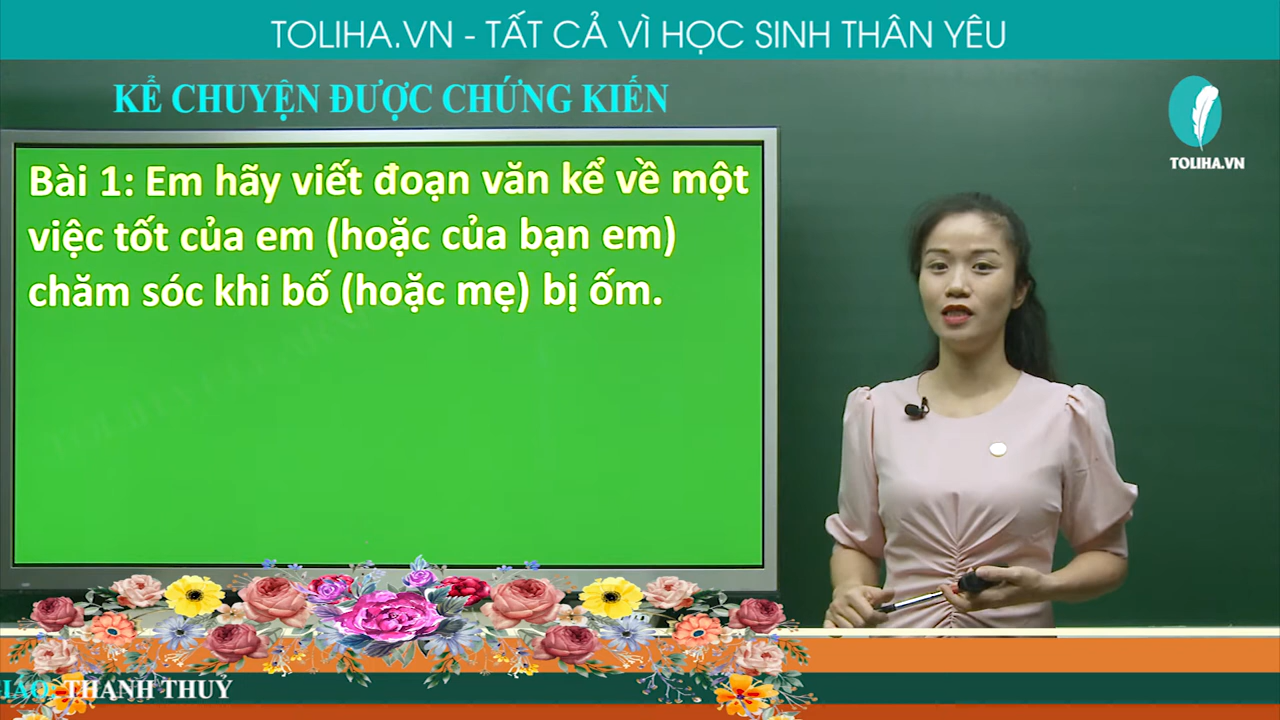 TOLIHA.VN - TẤT CẢ VÌ HỌC SINH THÂN YÊU
KỂ CHUYỆN ĐƯỢC CHỨNG KIẾN
TOLIHA.VN
Bài 1: Em hãy viết đoạn văn kể về một
việc tốt của em (hoặc của bạn em)
chăm sóc khi bố (hoặc mẹ) bị ốm.
IÁO: THANH THUỶ